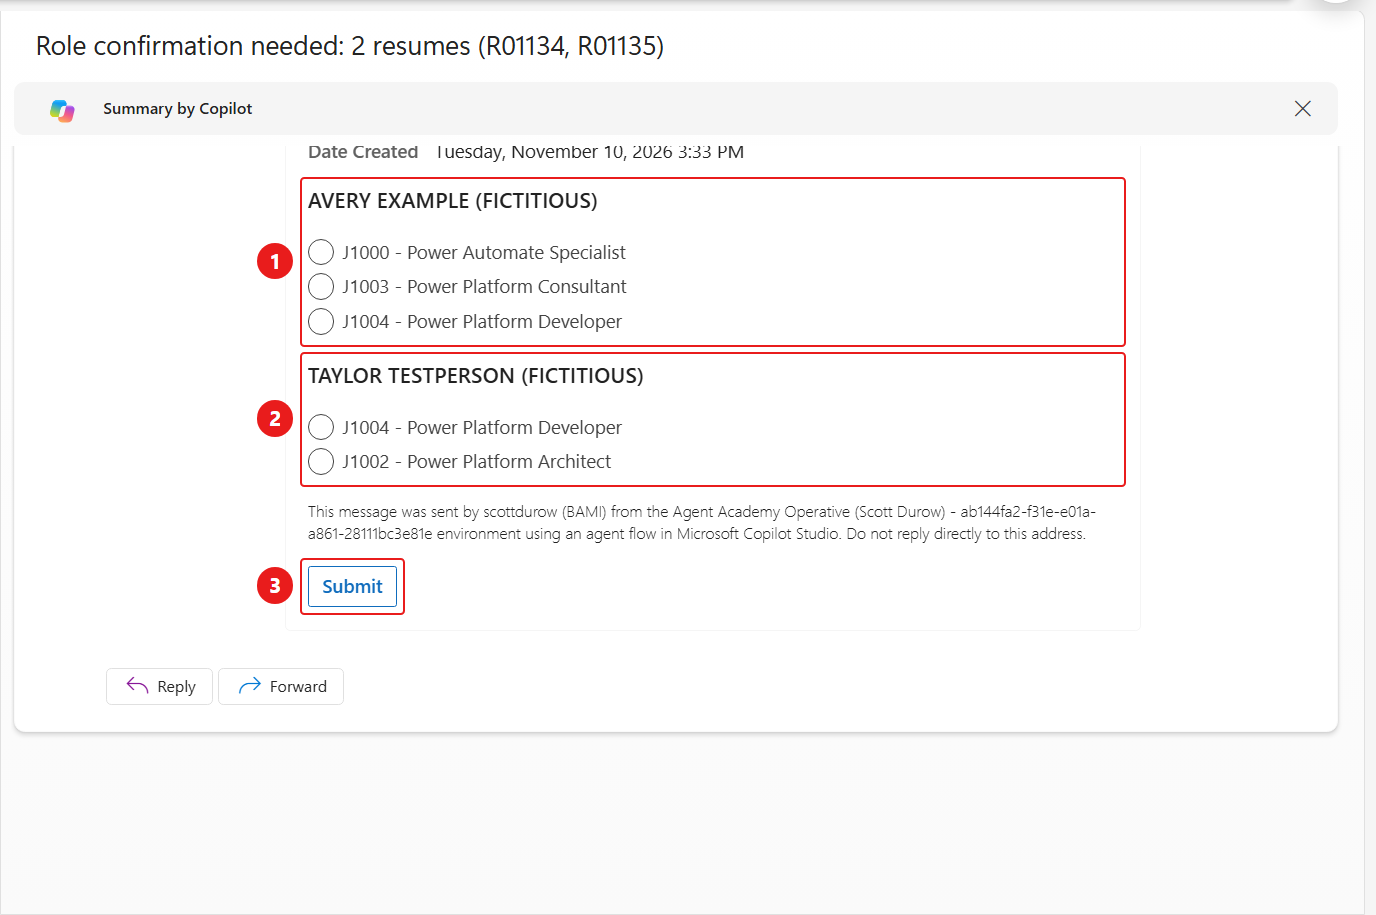 Role confirmation needed: 2 resumes (R01134, R01135)
Summary by Copilot
Date Created Tuesday, November 10, 2026 3:33 PM
AVERY EXAMPLE (FICTITIOUS)
1
J1000 - Power Automate Specialist
J1003 - Power Platform Consultant
J1004 - Power Platform Developer
TAYLOR TESTPERSON (FICTITIOUS)
2
J1004 - Power Platform Developer
J1002 - Power Platform Architect
This message was sent by scottdurow (BAMI) from the Agent Academy Operative (Scott Durow) - ab144fa2-f31e-e01a-
a861-28111bc3e81e environment using an agent flow in Microsoft Copilot Studio. Do not reply directly to this address.
3
Submit
Reply
Forward